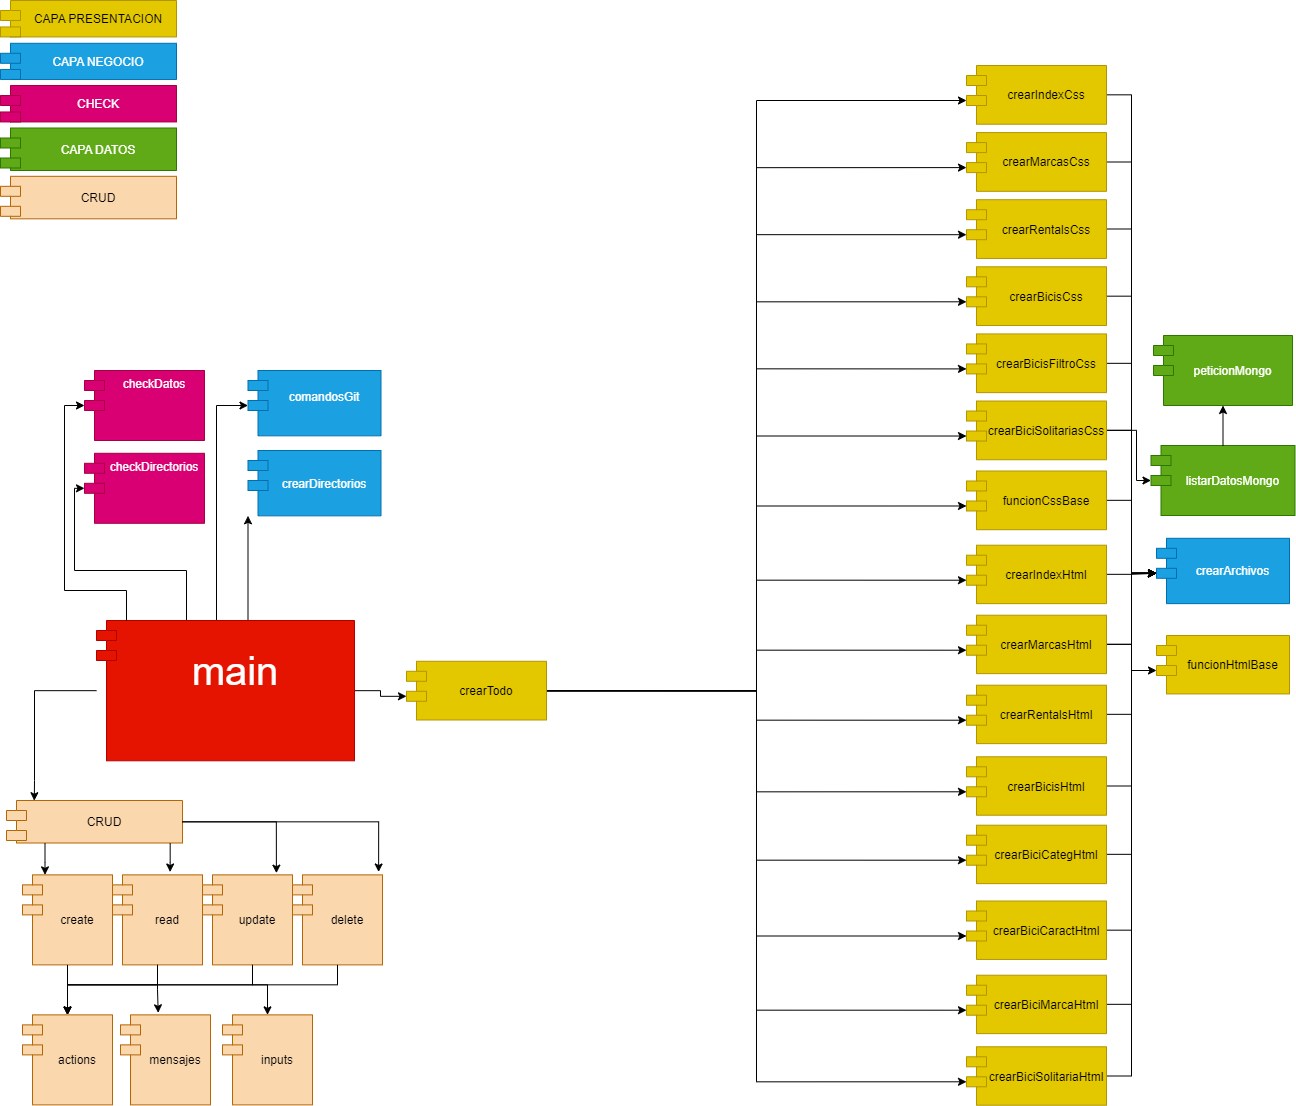 CAPA PRESENTACION
CAPA NEGOCIO
CHECK
CAPA DATOS
CRUD
checkDatos
comandosGit
checkDirectorios
crearDirectorios
main
crearTodo
CRUD
create
read
update
delete
actions
mensajes
inputs
crearIndexCss
crearMarcasCss
crearRentalsCss
crearBicisCss
crearBicisFiltroCss
crearBiciSolitariasCss
funcionCssBase
crearIndexHtml
crearMarcasHtml
crearRentalsHtml
crearBicisHtml
crearBiciCategHtml
crearBiciCaractHtml
crearBiciMarcaHtml
crearBiciSolitariaHtml
peticionMongo
listarDatosMongo
crearArchivos
funcionHtmlBase